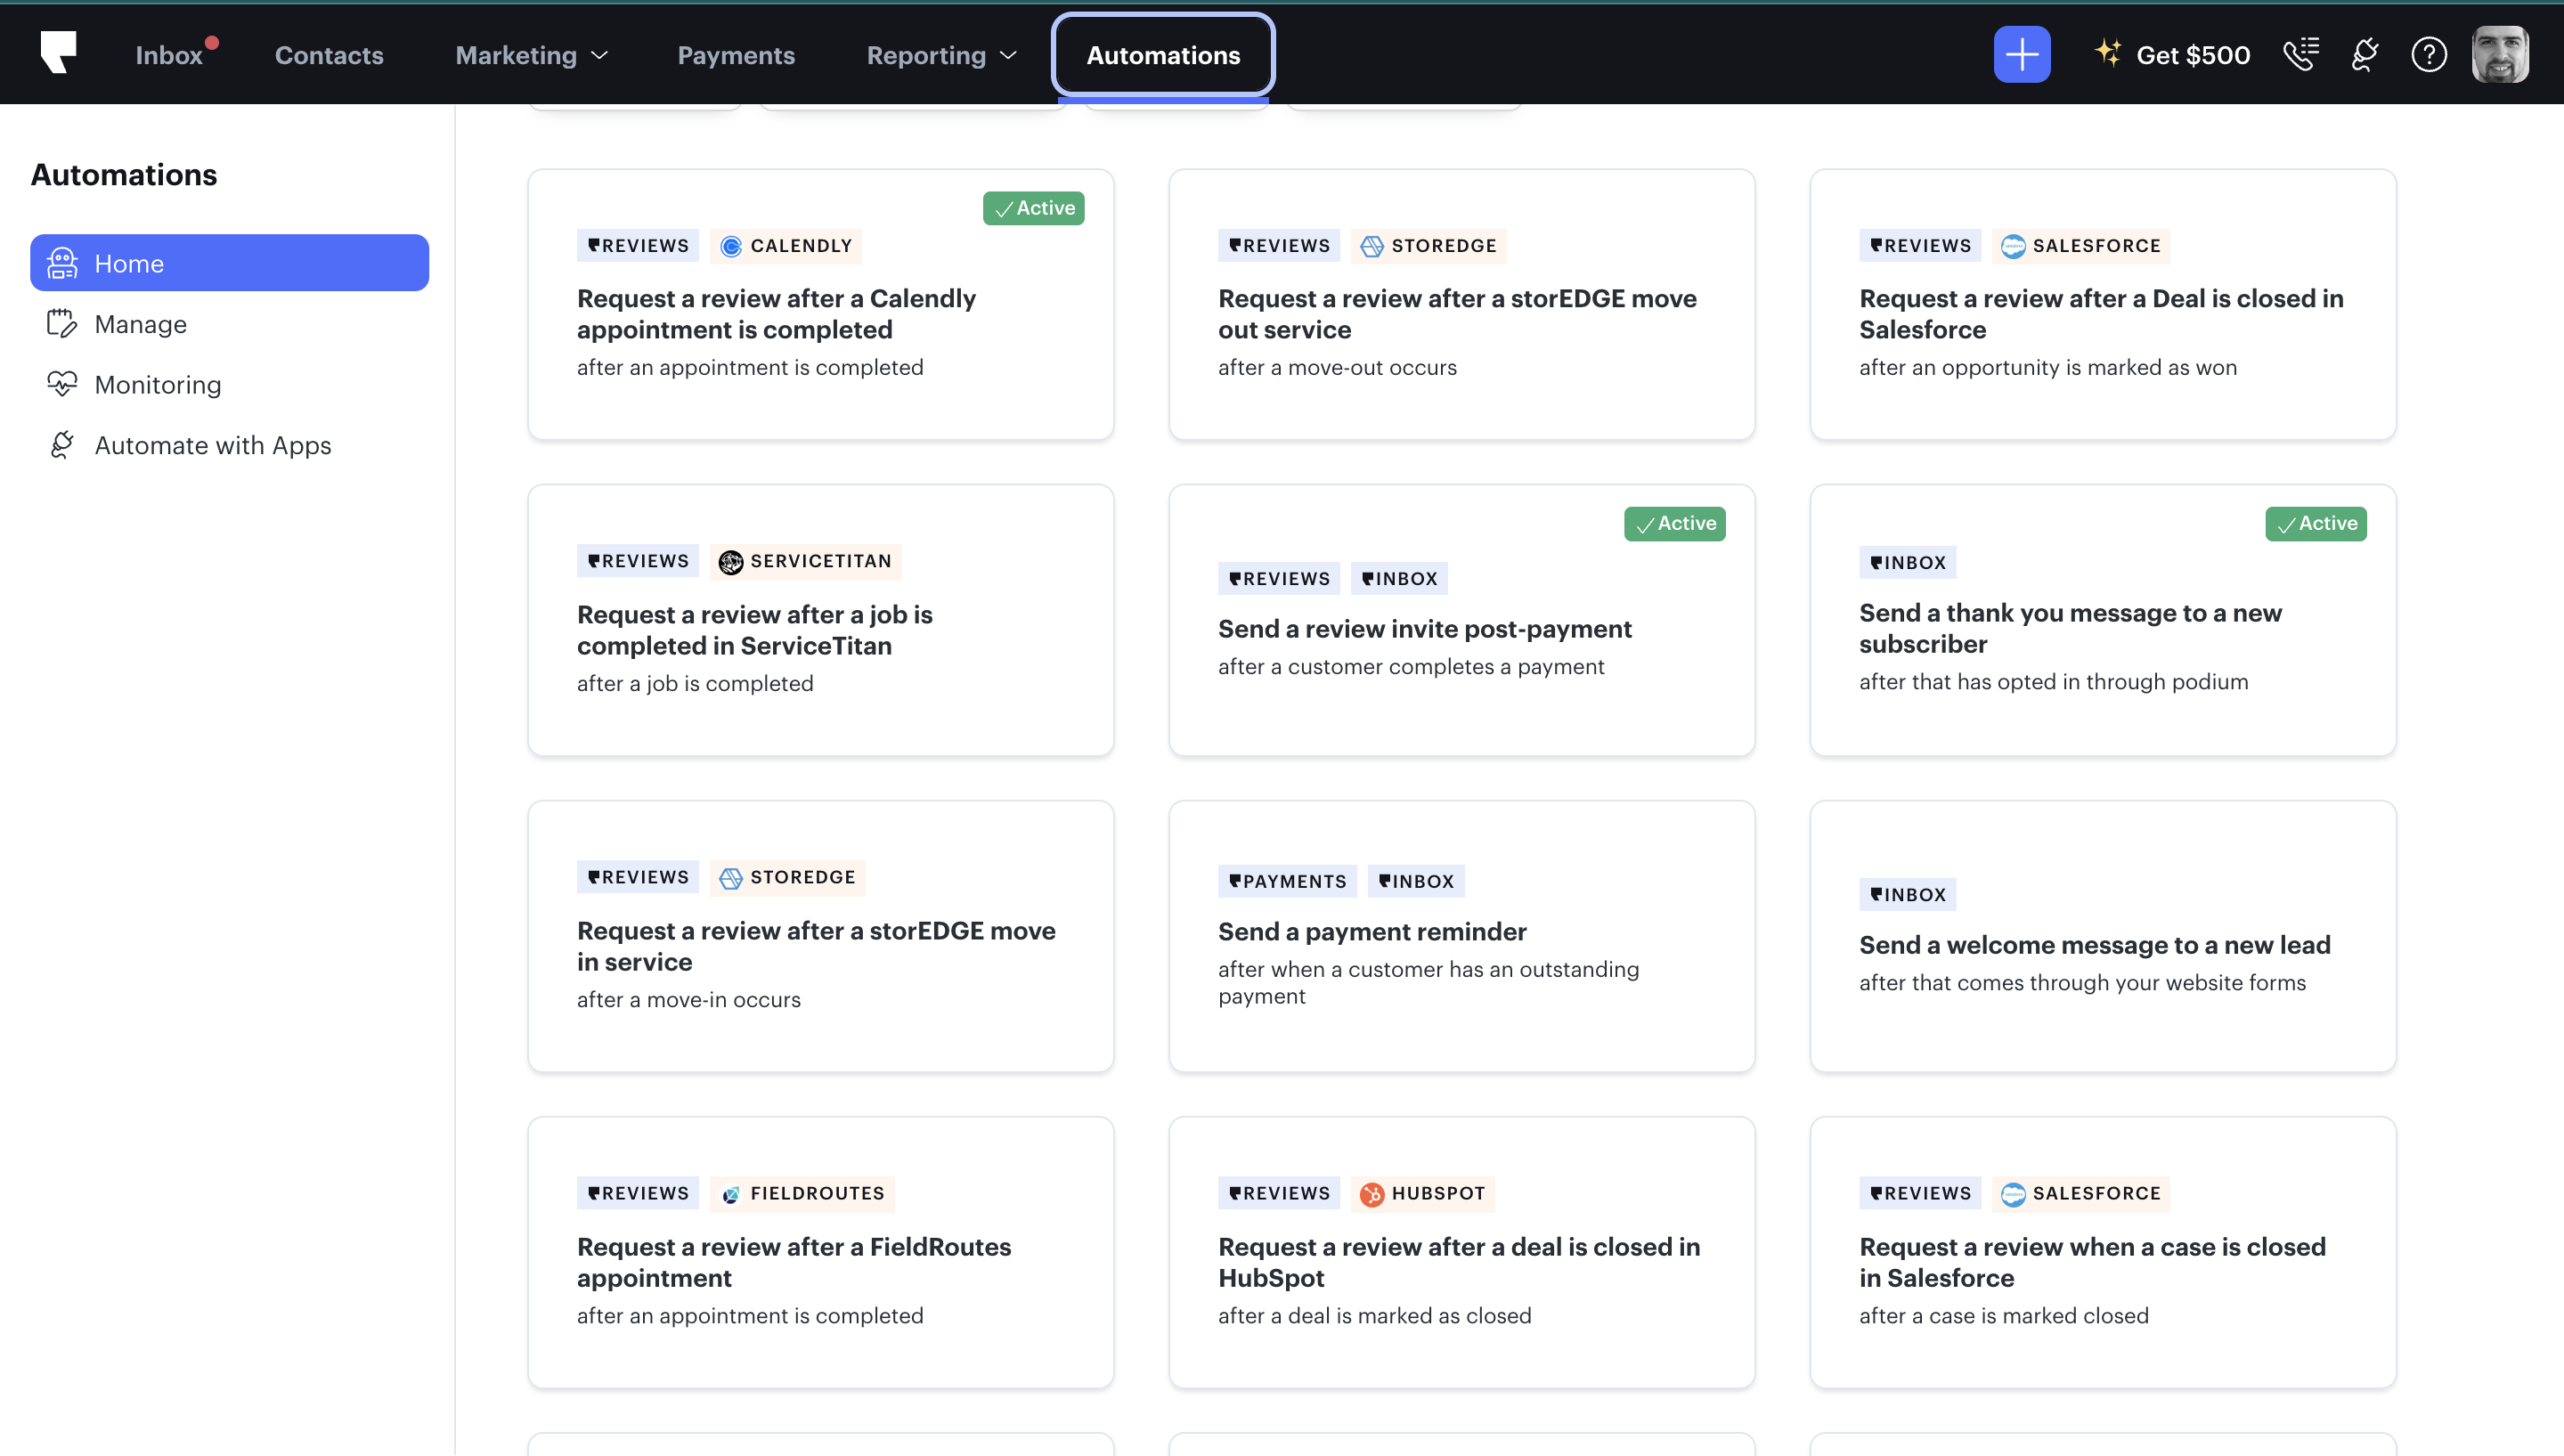 Inbox
Contacts
Marketing
Payments
Reporting
Automations
Get $500
Automations
Home
Manage
Monitoring
Automate with Apps
Active
REVIEWS
CALENDLY
Request a review after a Calendly
appointment is completed
after an appointment is completed
REVIEWS
STOREDGE
Request a review after a storEDGE move
out service
after a move-out occurs
REVIEWS
SALESFORCE
Request a review after a Deal is closed in
Salesforce
after an opportunity is marked as won
REVIEWS
SERVICETITAN
Request a review after a job is
completed in ServiceTitan
after a job is completed
Active
REVIEWS
INBOX
Send a review invite post-payment
after a customer completes a payment
Active
INBOX
Send a thank you message to a new
subscriber
after that has opted in through podium
REVIEWS
STOREDGE
Request a review after a storEDGE move
in service
after a move-in occurs
PAYMENTS
INBOX
Send a payment reminder
after when a customer has an outstanding
payment
INBOX
Send a welcome message to a new lead
after that comes through your website forms
REVIEWS
FIELDROUTES
Request a review after a FieldRoutes
appointment
after an appointment is completed
REVIEWS
HUBSPOT
Request a review after a deal is closed in
HubSpot
after a deal is marked as closed
REVIEWS
SALESFORCE
Request a review when a case is closed
in Salesforce
after a case is marked closed